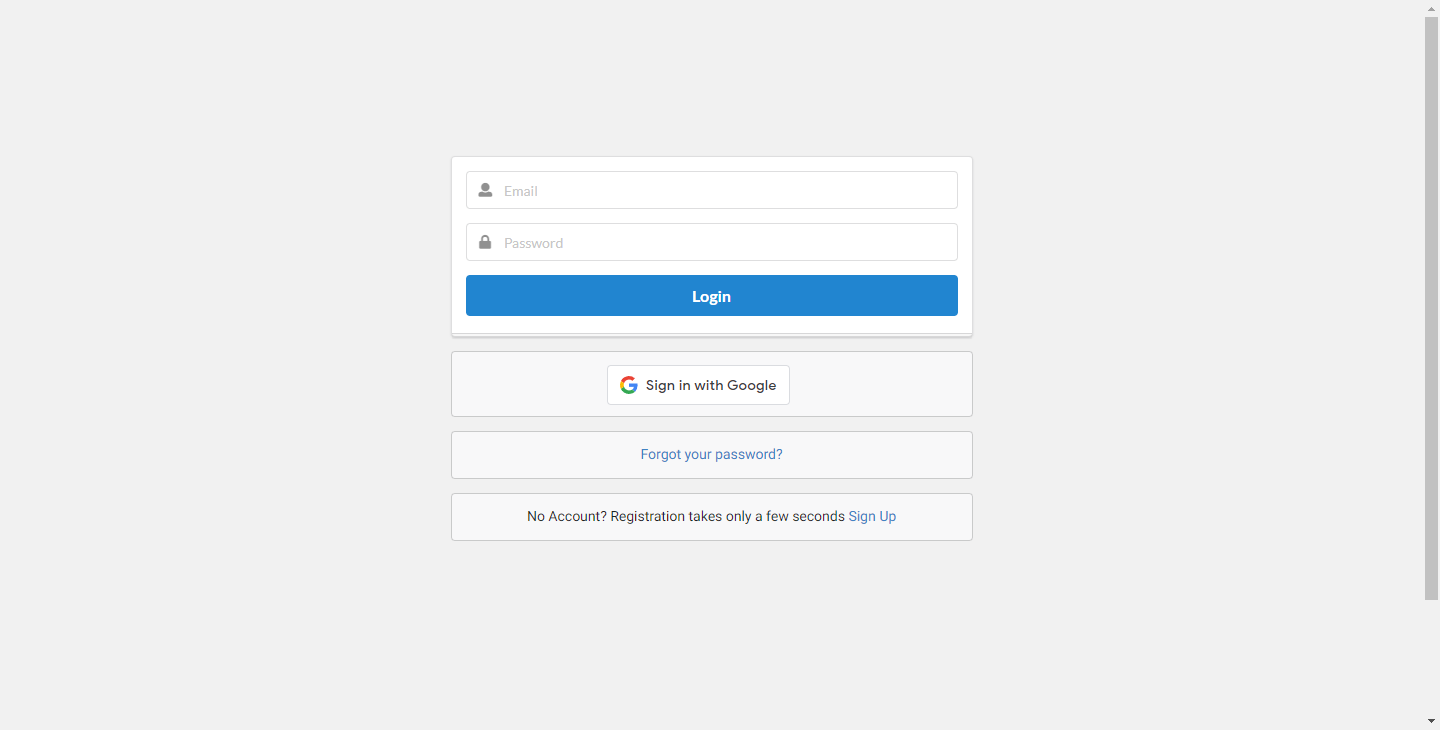 Email
Password
Login
Sign in with Google
Forgot your password?
No Account? Registration takes only a few seconds Sign Up